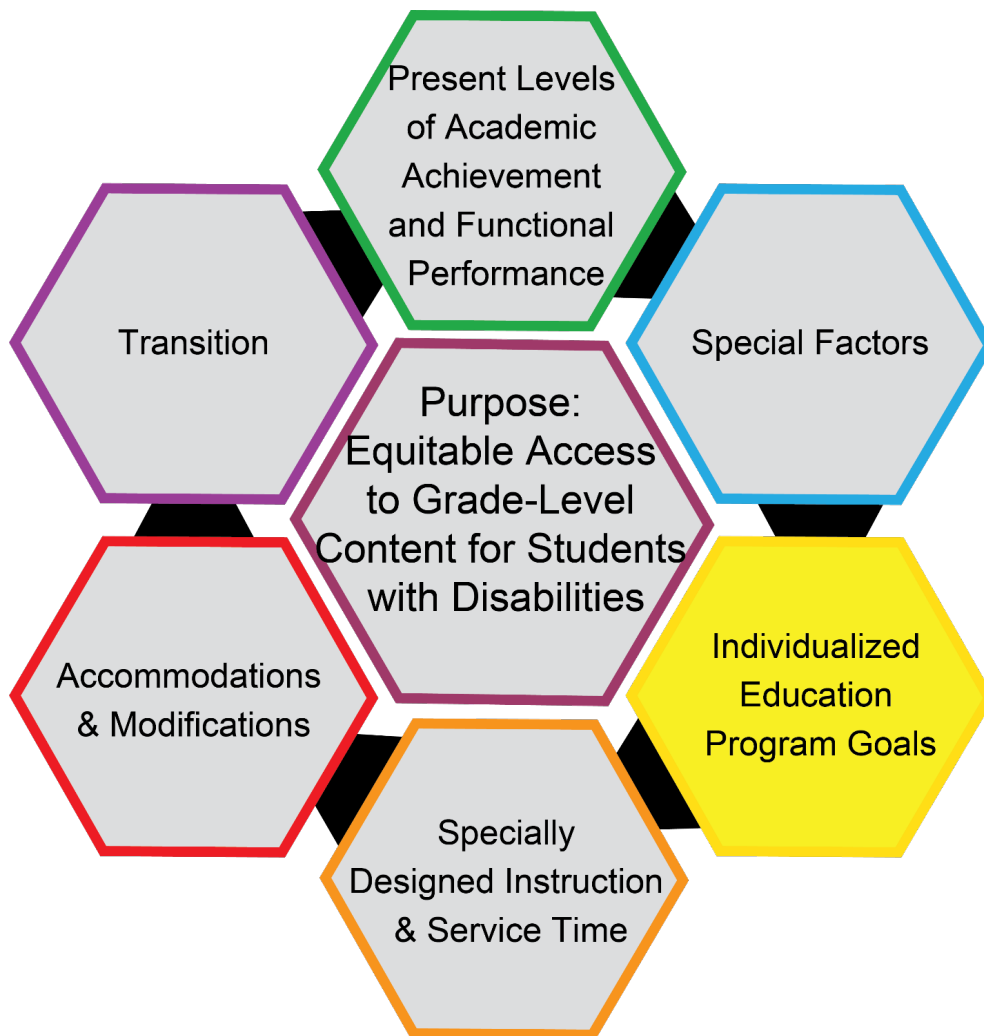 Present Levels
of Academic
Achievement
and Functional
Performance
Transition
Special Factors
Purpose:
Equitable Access
to Grade-Level
Content for Students
with Disabilities
Accommodations
& Modifications
Individualized
Education
Program Goals
Specially
Designed Instruction
& Service Time